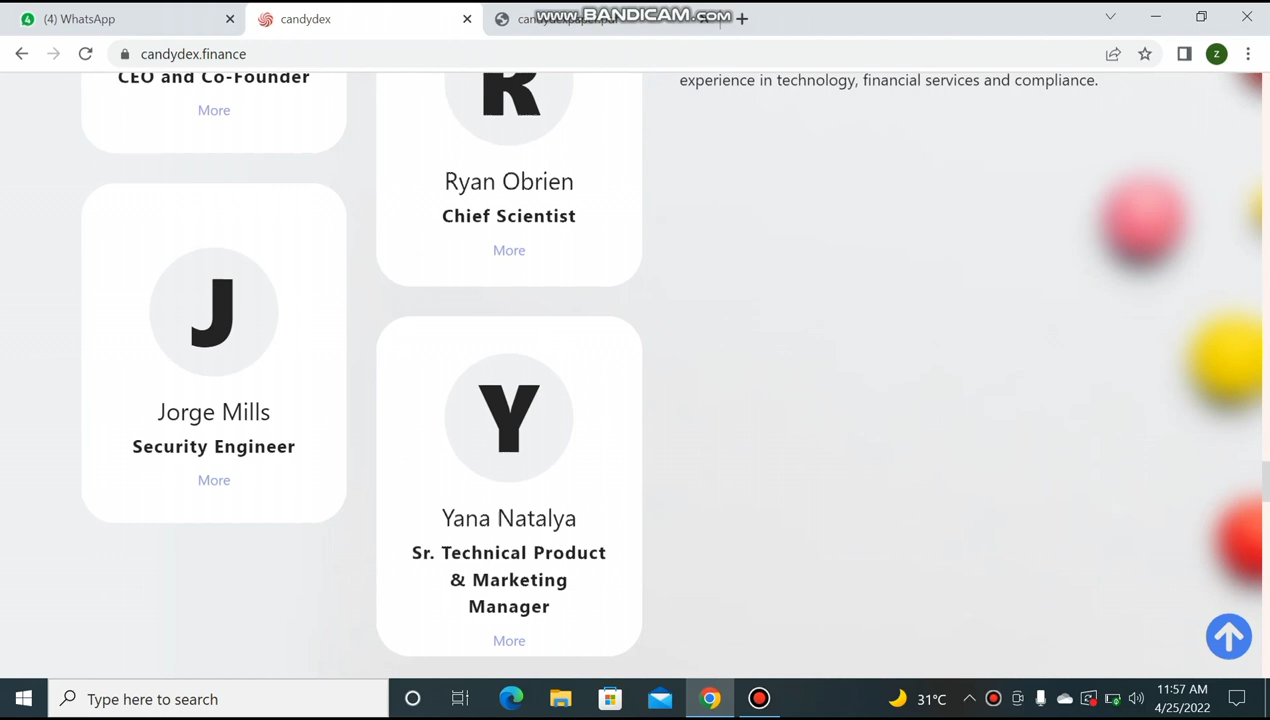 (4) WhatsApp
candydex
www.BANDICAM.com
candydex.finance
CEO and Co-Founder
More
R
Ryan Obrien
Chief Scientist
More
experience in technology, financial services and compliance.
J
Jorge Mills
Security Engineer
More
Y
Yana Natalya
Sr. Technical Product
& Marketing
Manager
More
Z
Type here to search
31°C
11:57 AM
4/25/2022